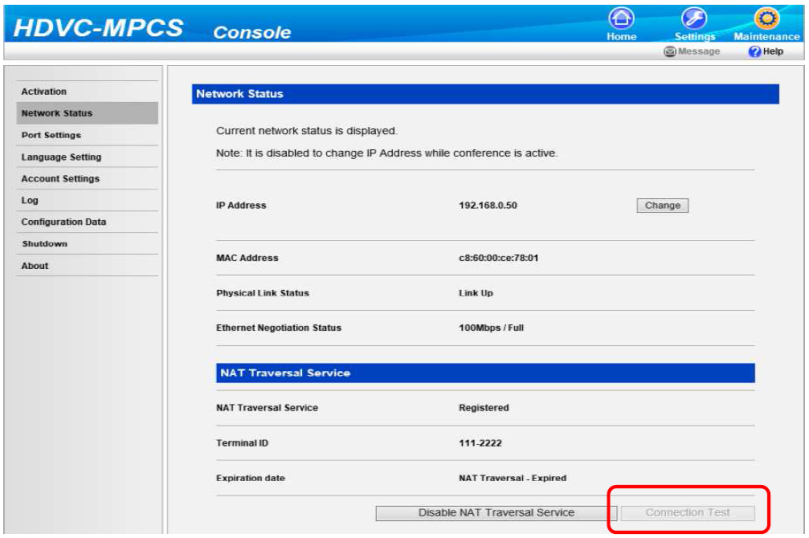 HDVC-MPCS Console
Home Settings Maintenance
Message Help
Activation
Network Status
Port Settings
Language Setting
Account Settings
Log
Configuration Data
Shutdown
About
Network Status
Current network status is displayed.
Note: It is disabled to change IP Address while conference is active.
IP Address 192.168.0.50 Change
MAC Address c8:60:00:ce:78:01
Physical Link Status Link Up
Ethernet Negotiation Status 100Mbps / Full
NAT Traversal Service
NAT Traversal Service Registered
Terminal ID 111-2222
Expiration date NAT Traversal - Expired
Disable NAT Traversal Service Connection Test